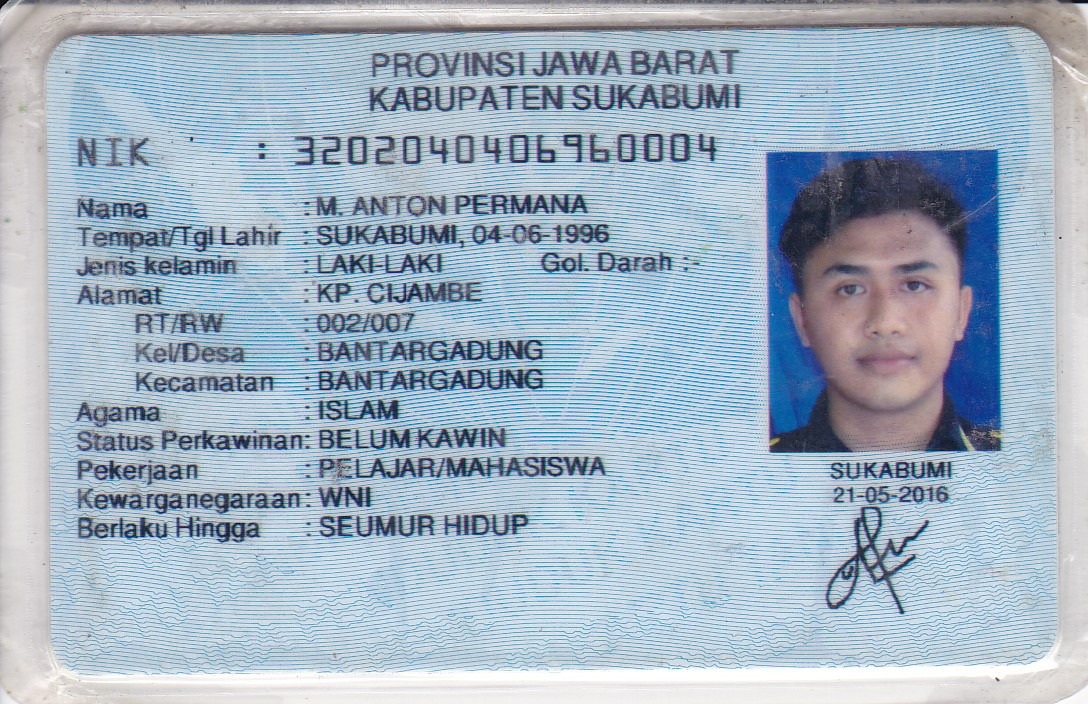 PROVINSI JAWA BARAT
KABUPATEN SUKABUMI
NIK : 3202040406960004
Nama : M. ANTON PERMANA
Tempat/Tgl Lahir : SUKABUMI, 04-06-1996
Jenis kelamin : LAKI-LAKI Gol. Darah :-
Alamat : KP. CIJAMBE
RT/RW : 002/007
Kel/Desa : BANTARGADUNG
Kecamatan : BANTARGADUNG
Agama : ISLAM
Status Perkawinan: BELUM KAWIN
Pekerjaan : PELAJAR/MAHASISWA
Kewarganegaraan: WNI
Berlaku Hingga : SEUMUR HIDUP
SUKABUMI
21-05-2016